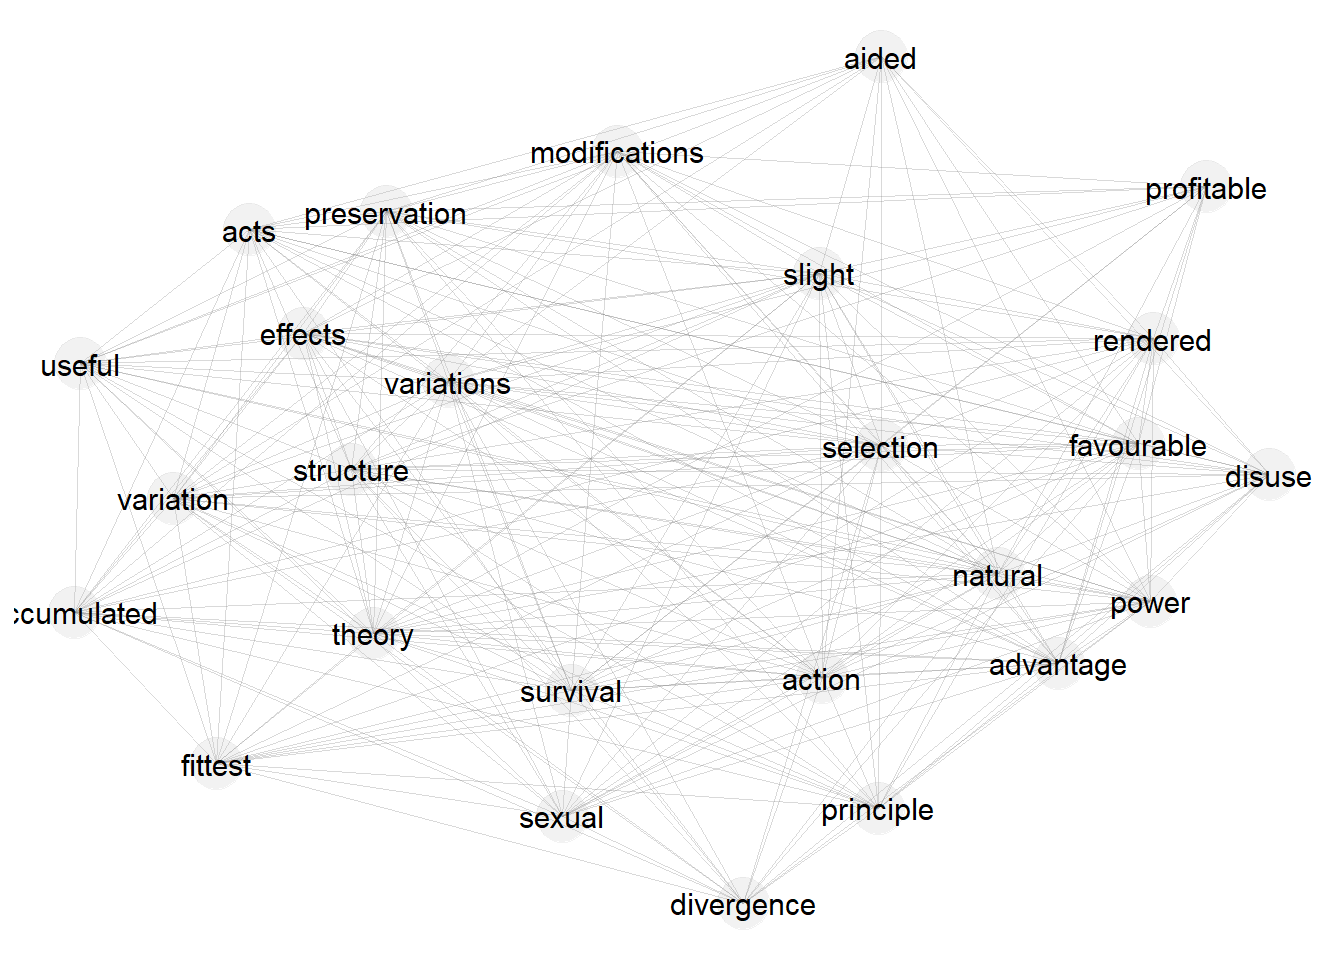 aided
modifications
profitable
preservation
acts
slight
effects
rendered
useful
variations
favourable
selection
structure
disuse
variation
natural
power
ccumulated
theory
advantage
action
survival
fittest
principle
sexual
divergence